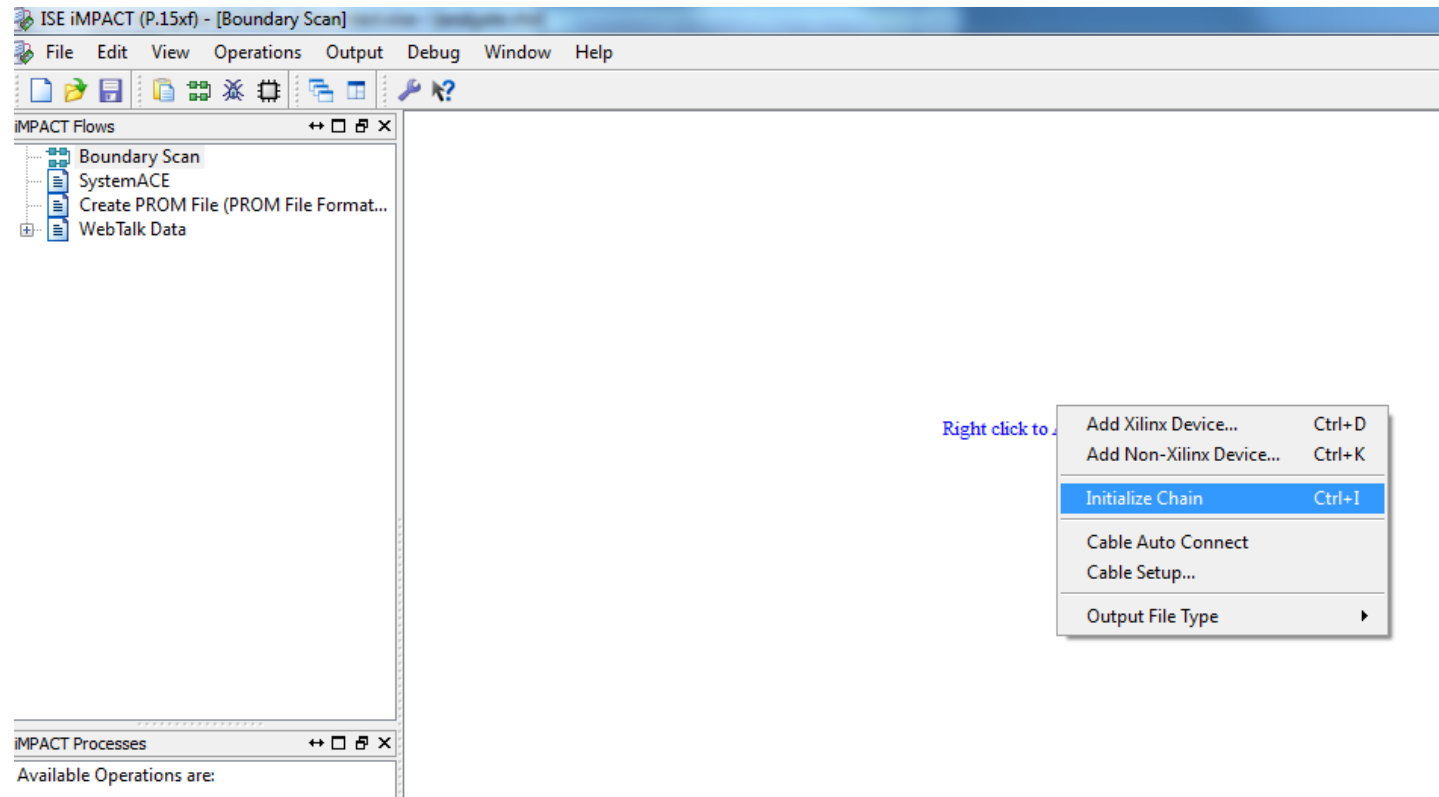 ISE iMPACT (P.15xf) - [Boundary Scan]
File Edit View Operations Output Debug Window Help
iMPACT Flows
Boundary Scan
SystemACE
Create PROM File (PROM File Format...
WebTalk Data
Right click to
Add Xilinx Device... Ctrl+D
Add Non-Xilinx Device... Ctrl+K
Initialize Chain Ctrl+I
Cable Auto Connect
Cable Setup...
Output File Type
iMPACT Processes
Available Operations are: